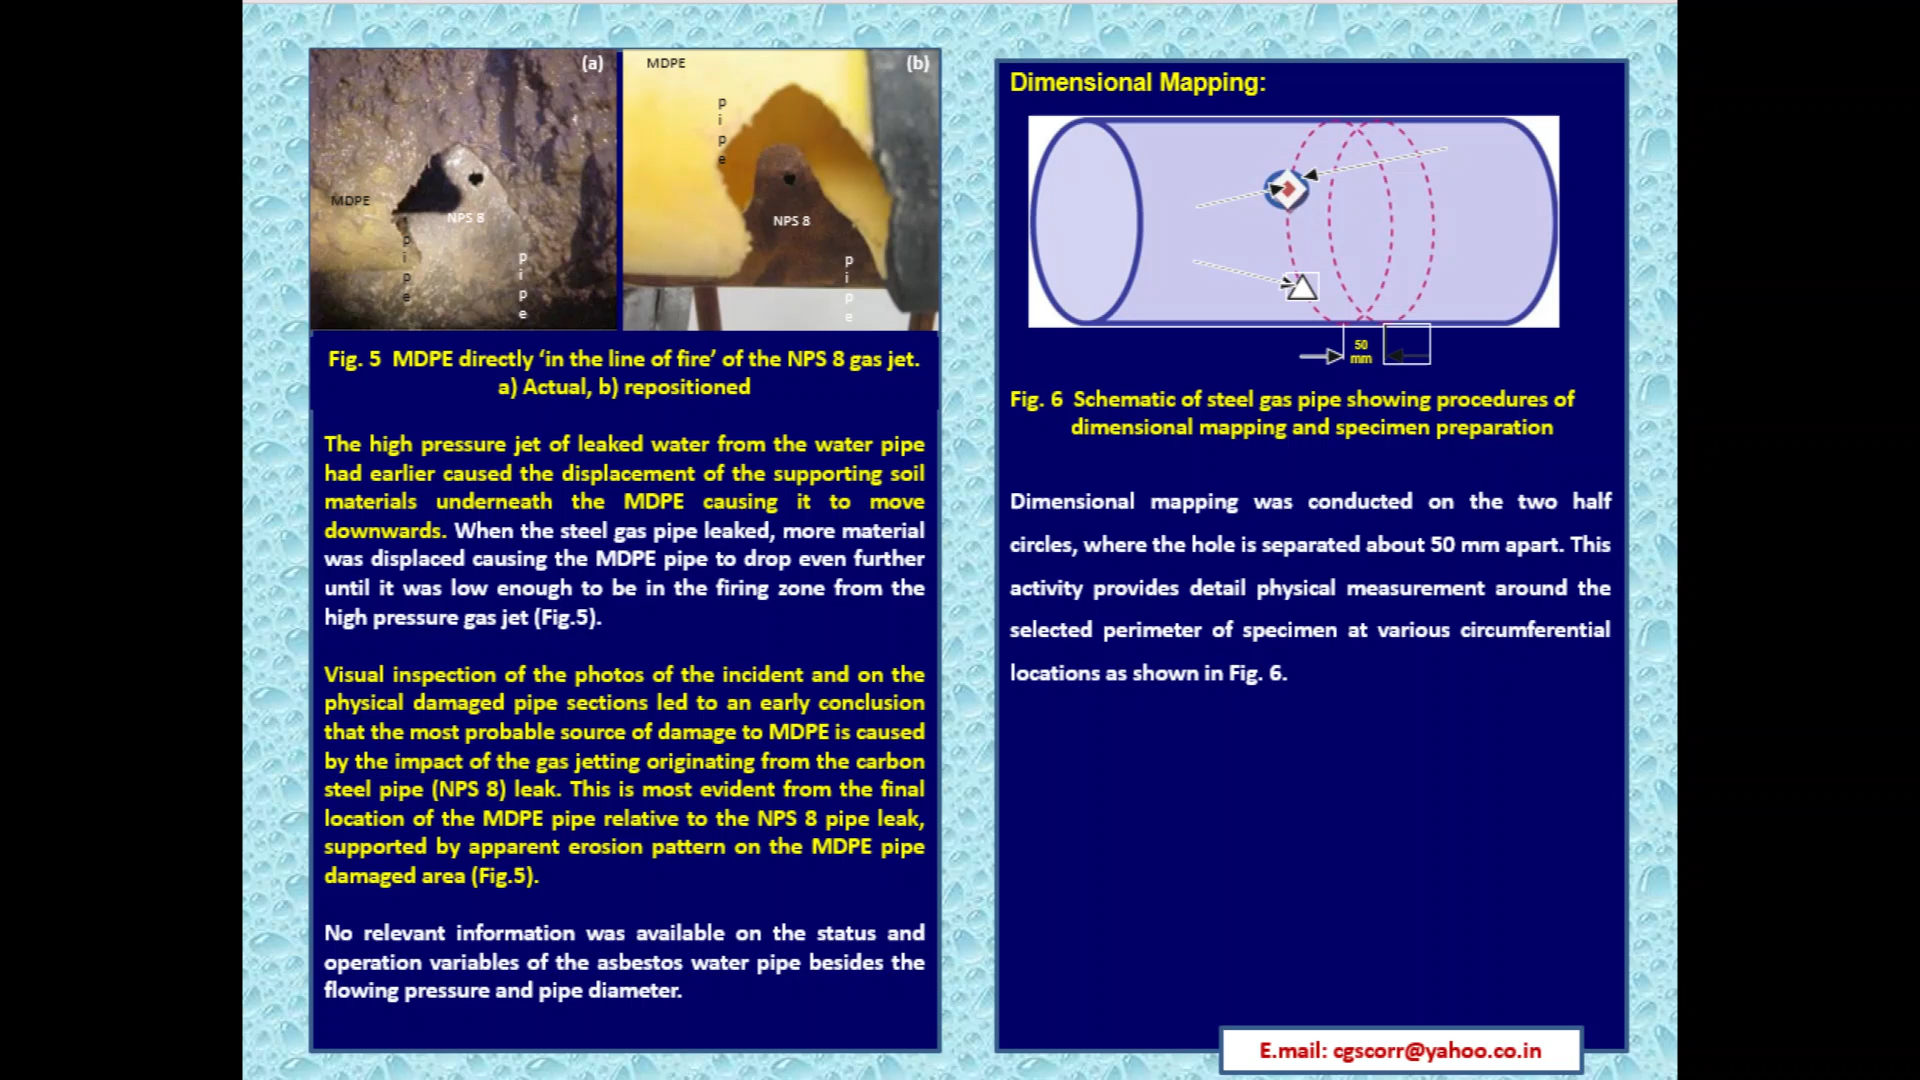 (a)
MDPE
NPS 8
pipe
pipe
MDPE
(b)
pipe
NPS 8
pipe
Fig. 5 MDPE directly ‘in the line of fire’ of the NPS 8 gas jet.
a) Actual, b) repositioned
The high pressure jet of leaked water from the water pipe
had earlier caused the displacement of the supporting soil
materials underneath the MDPE causing it to move
downwards. When the steel gas pipe leaked, more material
was displaced causing the MDPE pipe to drop even further
until it was low enough to be in the firing zone from the
high pressure gas jet (Fig.5).
Visual inspection of the photos of the incident and on the
physical damaged pipe sections led to an early conclusion
that the most probable source of damage to MDPE is caused
by the impact of the gas jetting originating from the carbon
steel pipe (NPS 8) leak. This is most evident from the final
location of the MDPE pipe relative to the NPS 8 pipe leak,
supported by apparent erosion pattern on the MDPE pipe
damaged area (Fig.5).
No relevant information was available on the status and
operation variables of the asbestos water pipe besides the
flowing pressure and pipe diameter.
Dimensional Mapping:
50
mm
Fig. 6 Schematic of steel gas pipe showing procedures of
dimensional mapping and specimen preparation
Dimensional mapping was conducted on the two half
circles, where the hole is separated about 50 mm apart. This
activity provides detail physical measurement around the
selected perimeter of specimen at various circumferential
locations as shown in Fig. 6.
E.mail: cgscorr@yahoo.co.in